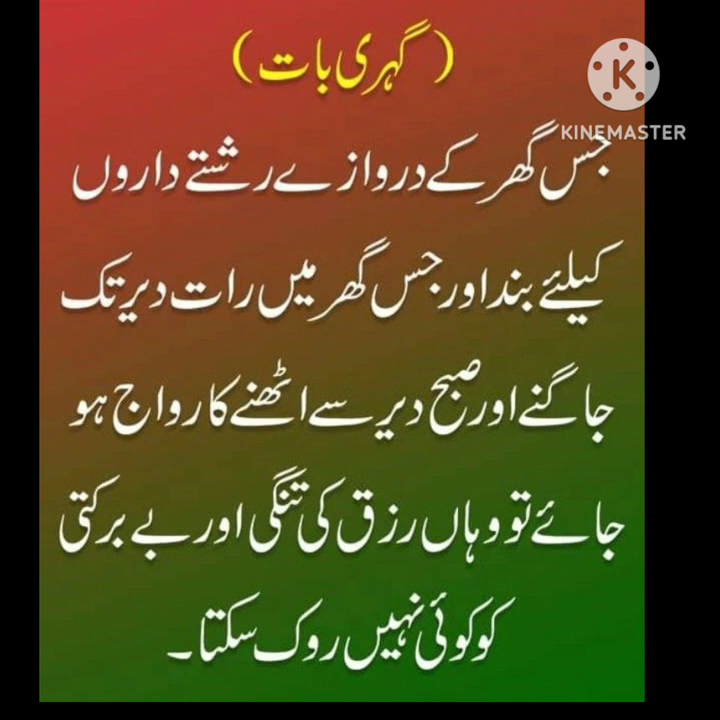 (گہری بات)
KINEMASTER
جس گھر کے دروازے رشتے داروں
کیلئے بند اور جس گھر میں رات دیر تک
جاگنے اور صبح دیر سے اٹھنے کا رواج ہو
جائے تو وہاں رزق کی تنگی اور بے برکتی
کو کوئی نہیں روک سکتا۔